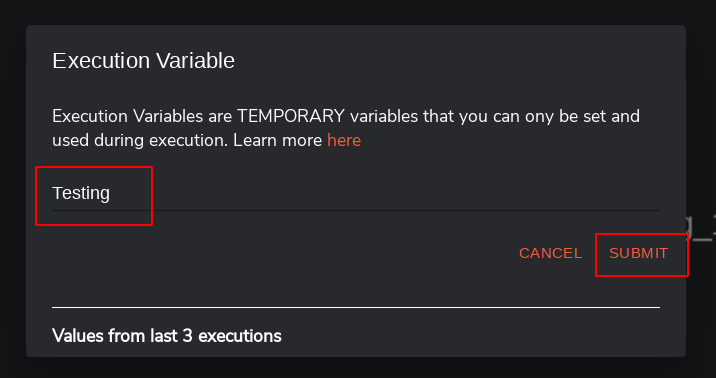 Execution Variable
Execution Variables are TEMPORARY variables that you can ony be set and
used during execution. Learn more here
Testing
CANCEL SUBMIT
Values from last 3 executions